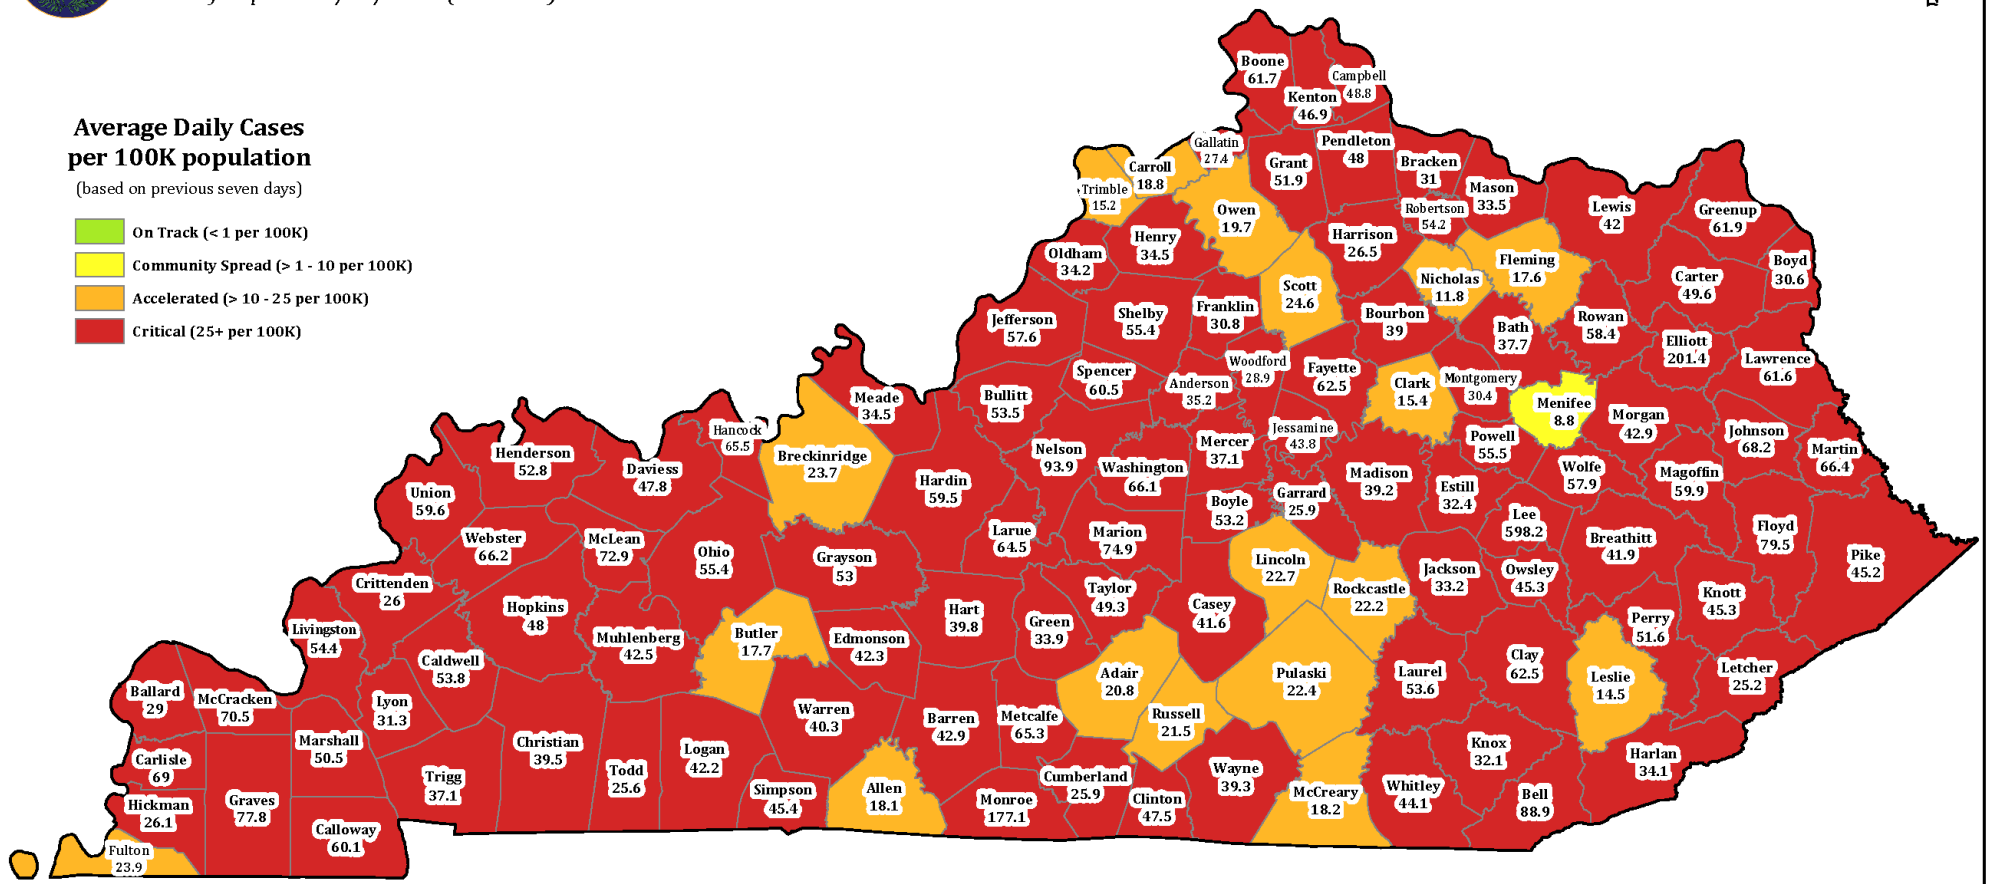 Average Daily Cases
per 100K population
(based on previous seven days)
On Track (< 1 per 100K)
Community Spread (> 1 - 10 per 100K)
Accelerated (> 10 - 25 per 100K)
Critical (25+ per 100K)
Boone
61.7
Campbell
48.8
Kenton
46.9
Gallatin
27.4
Pendleton
48
Grant
51.9
Bracken
31
Carroll
18.8
Trimble
15.2
Mason
33.5
Robertson
54.2
Lewis
42
Greenup
61.9
Owen
19.7
Henry
34.5
Harrison
26.5
Oldham
34.2
Fleming
17.6
Nicholas
11.8
Carter
49.6
Boyd
30.6
Scott
24.6
Franklin
30.8
Shelby
55.4
Jefferson
57.6
Bourbon
39
Bath
37.7
Rowan
58.4
Elliott
201.4
Lawrence
61.6
Woodford
28.9
Fayette
62.5
Spencer
60.5
Anderson
35.2
Clark
15.4
Montgomery
30.4
Menifee
8.8
Morgan
42.9
Meade
34.5
Bullitt
53.5
Hancock
65.5
Jessamine
43.8
Mercer
37.1
Powell
55.5
Johnson
68.2
Martin
66.4
Henderson
52.8
Daviess
47.8
Breckinridge
23.7
Nelson
93.9
Washington
66.1
Hardin
59.5
Madison
39.2
Estill
32.4
Wolfe
57.9
Magoffin
59.9
Union
59.6
Boyle
53.2
Garrard
25.9
Lee
598.2
Floyd
79.5
Webster
66.2
McLean
72.9
Ohio
55.4
Grayson
53
Larue
64.5
Marion
74.9
Breathitt
41.9
Pike
45.2
Lincoln
22.7
Rockcastle
22.2
Jackson
33.2
Owsley
45.3
Knott
45.3
Crittenden
26
Hopkins
48
Hart
39.8
Taylor
49.3
Green
33.9
Casey
41.6
Perry
51.6
Livingston
54.4
Muhlenberg
42.5
Butler
17.7
Edmonson
42.3
Caldwell
53.8
Adair
20.8
Pulaski
22.4
Laurel
53.6
Clay
62.5
Leslie
14.5
Letcher
25.2
Ballard
29
McCracken
70.5
Lyon
31.3
Warren
40.3
Barren
42.9
Metcalfe
65.3
Russell
21.5
Marshall
50.5
Christian
39.5
Logan
42.2
Knox
32.1
Harlan
34.1
Carlisle
69
Trigg
37.1
Todd
25.6
Simpson
45.4
Allen
18.1
Monroe
177.1
Cumberland
25.9
Clinton
47.5
Wayne
39.3
McCreary
18.2
Whitley
44.1
Bell
88.9
Hickman
26.1
Graves
77.8
Calloway
60.1
Fulton
23.9